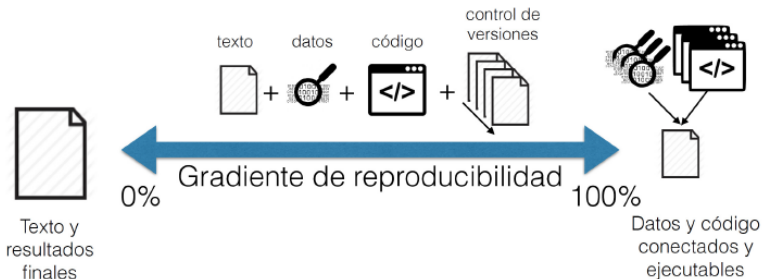 texto
datos
código
control de
versiones
+
+
+
</>
</>
0%
Gradiente de reproducibilidad
100%
Texto y
resultados
finales
Datos y código
conectados y
ejecutables